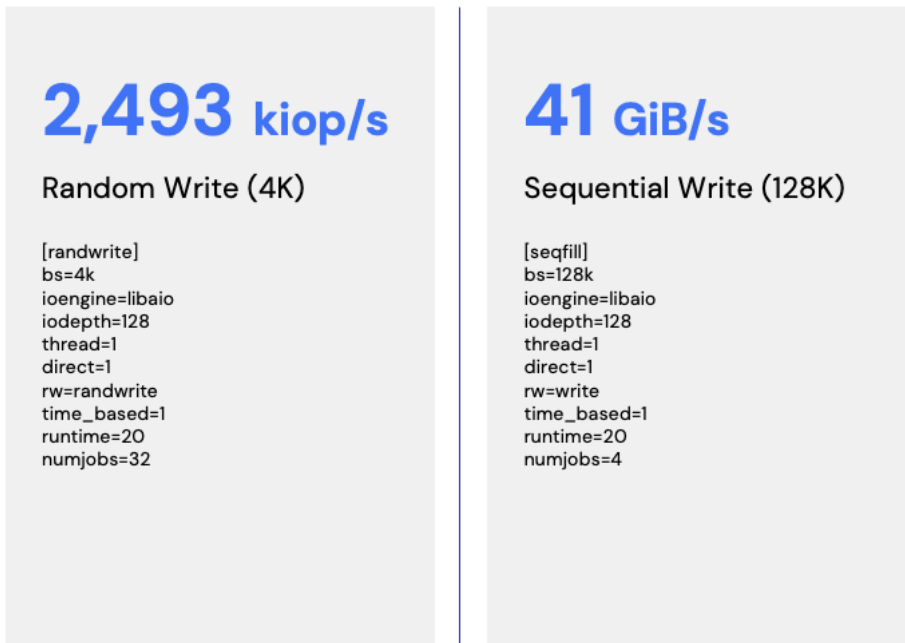 2,493 kiop/s
Random Write (4K)
[randwrite]
bs=4k
ioengine=libaio
iodepth=128
thread=1
direct=1
rw=randwrite
time_based=1
runtime=20
numjobs=32
41 GiB/s
Sequential Write (128K)
[seqfill]
bs=128k
ioengine=libaio
iodepth=128
thread=1
direct=1
rw=write
time_based=1
runtime=20
numjobs=4